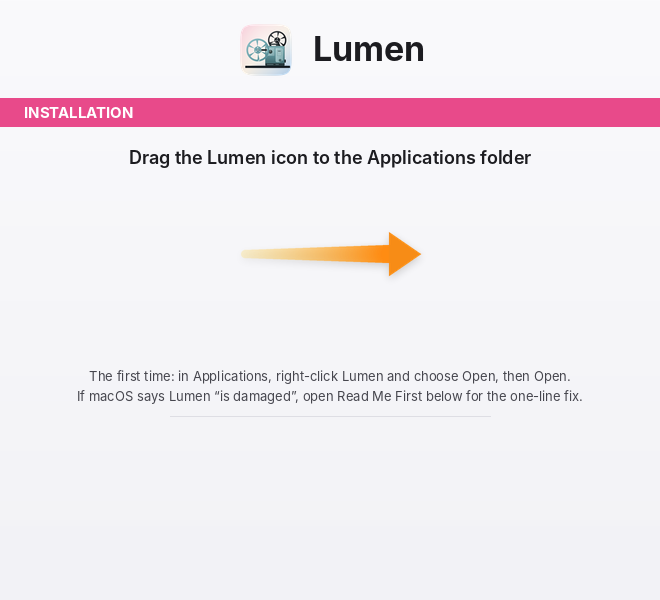 Lumen
INSTALLATION
Drag the Lumen icon to the Applications folder
The first time: in Applications, right-click Lumen and choose Open, then Open.
If macOS says Lumen “is damaged”, open Read Me First below for the one-line fix.